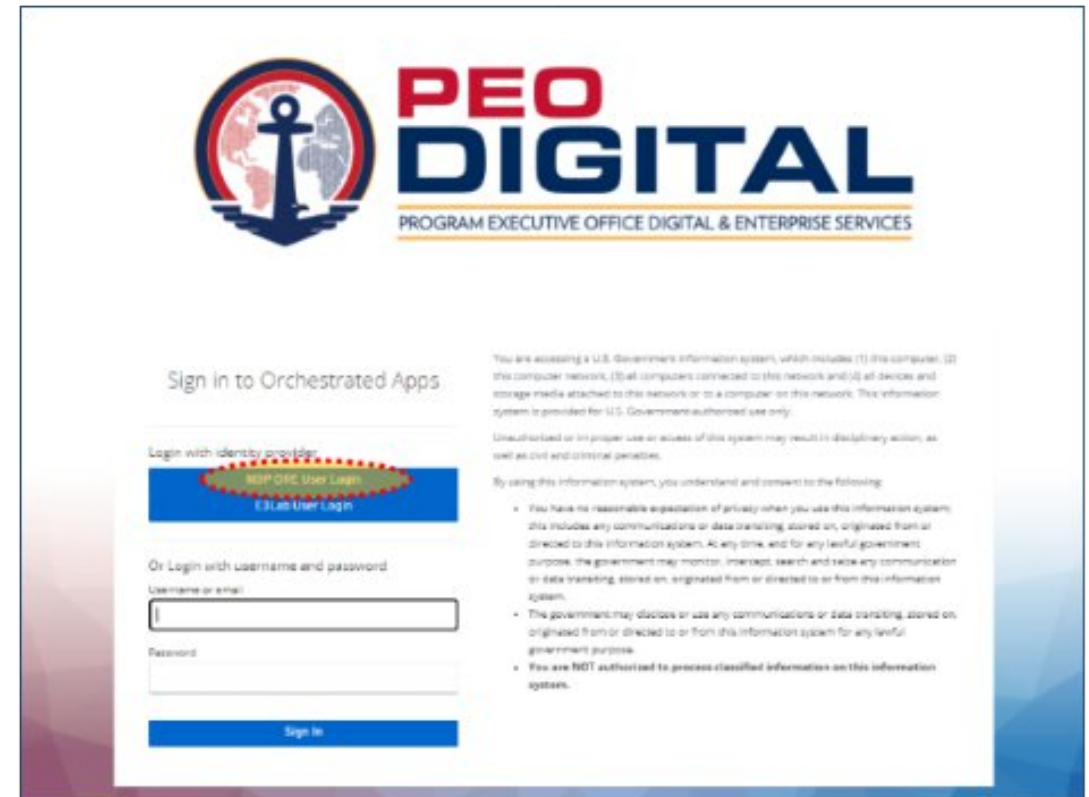 PEO
DIGITAL
PROGRAM EXECUTIVE OFFICE DIGITAL & ENTERPRISE SERVICES
Sign in to Orchestrated Apps
Login with identity provider
User Login
E3Lab User Login
Or Login with username and password
Username or email
Password
Sign In
You are accessing a U.S. Government information system, which includes (1) this computer, (2)
this computer network, (3) all computers connected to this network and (4) all devices and
storage media attached to this network or to a computer on this network. This information
system is provided for U.S. Government-authorized use only.
Unauthorized or improper use or access of this system may result in disciplinary action, as
well as civil and criminal penalties.
By using this information system, you understand and consent to the following:
• You have no reasonable expectation of privacy when you use this information system;
this includes any communications or data transiting, stored on, originated from or
directed to this information system. At any time, and for any lawful government
purpose, the government may monitor, intercept, search and seize any communication
or data transiting, stored on, originated from or directed to or from this information
system.
• The government may disclose or use any communications or data transiting, stored on,
originated from or directed to or from this information system for any lawful
government purpose.
• You are NOT authorized to process classified information on this information
system.